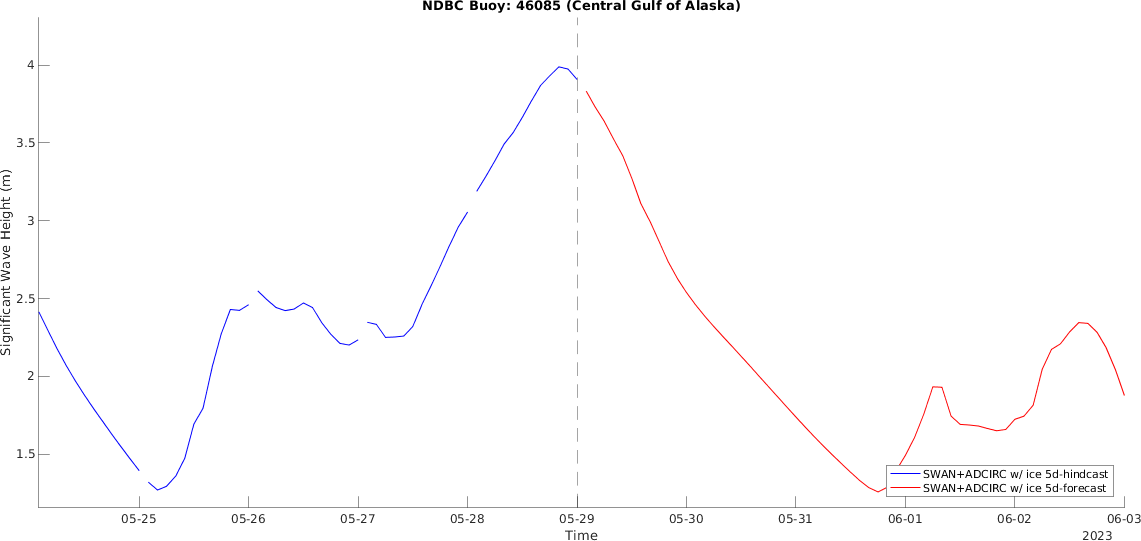 NDBC Buoy: 46085 (Central Gulf of Alaska)
Significant Wave Height (m)
4
3.5
3
2.5
2
1.5
SWAN+ADCIRC w/ ice 5d-hindcast
SWAN+ADCIRC w/ ice 5d-forecast
05-25 05-26 05-27 05-28 05-29 05-30 05-31 06-01 06-02 06-03
Time
2023